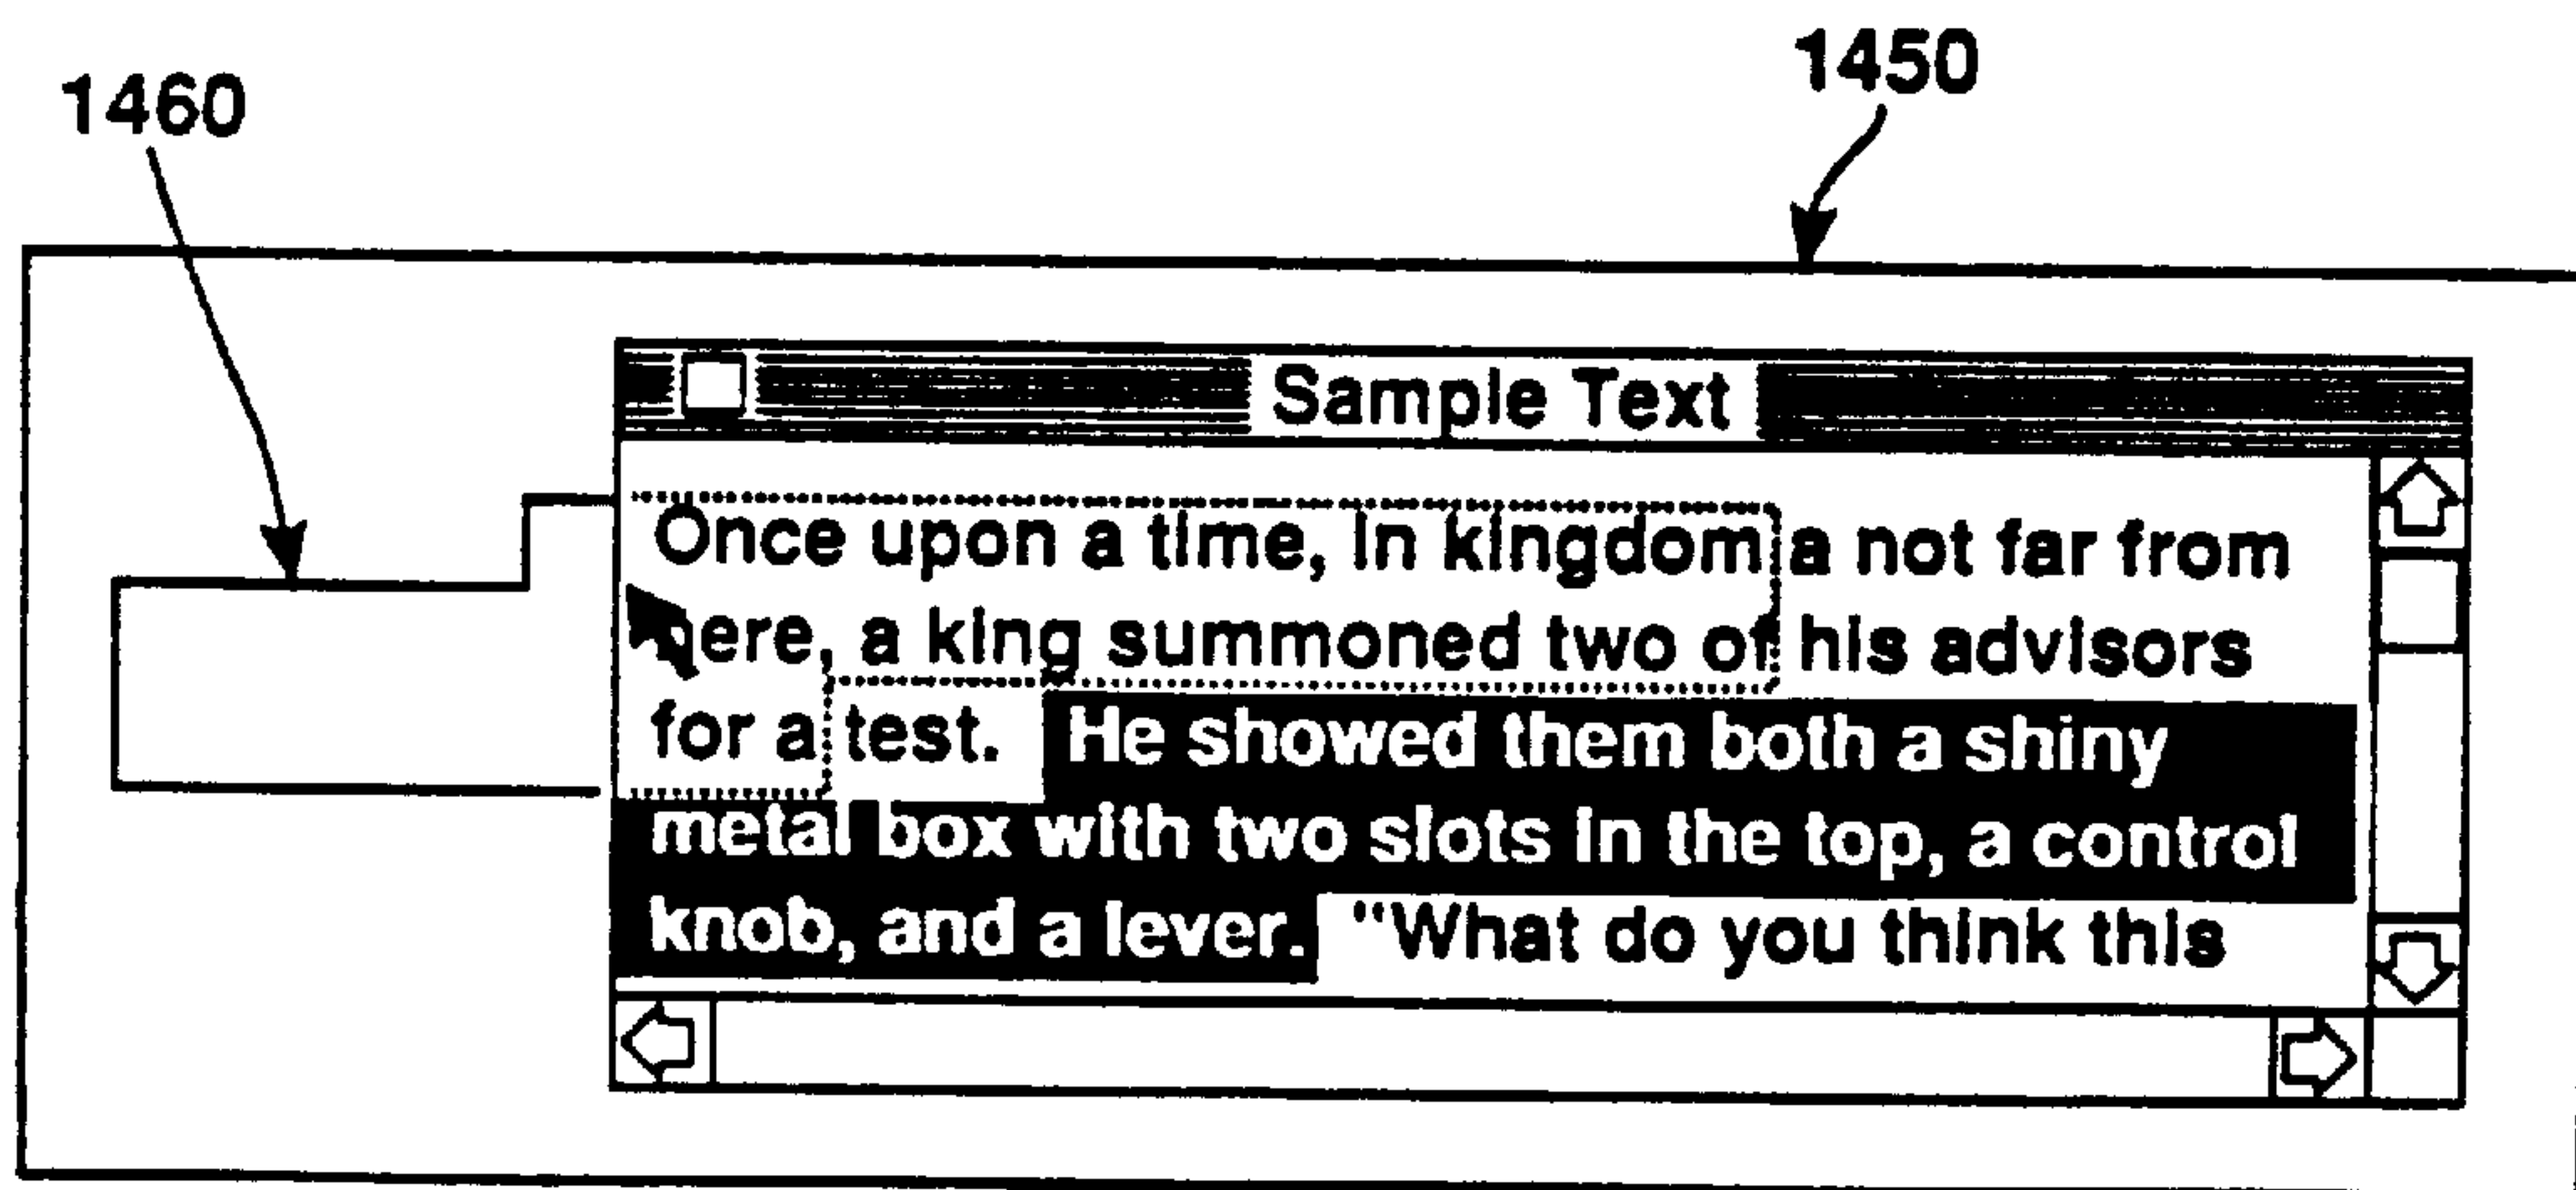 1460
1450
Sample Text
Once upon a time, in kingdom a not far from
here, a king summoned two of his advisors
for a test. He showed them both a shiny
metal box with two slots in the top, a control
knob, and a lever. "What do you think this